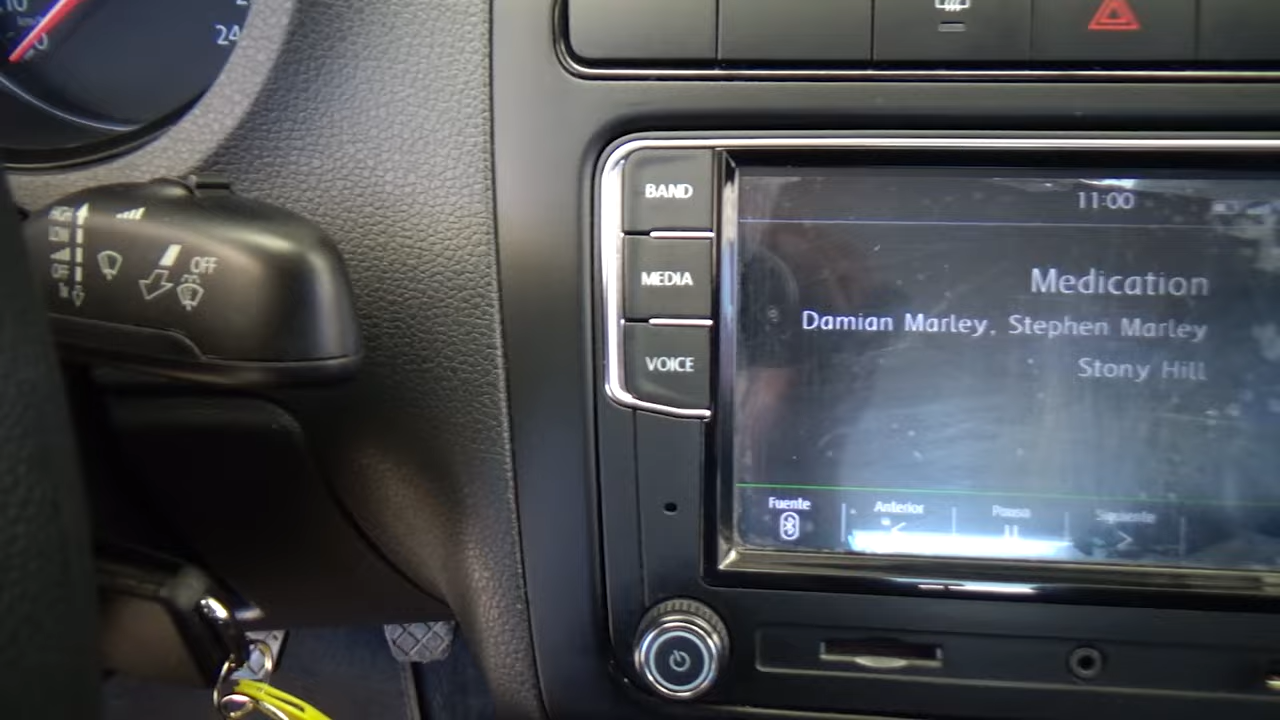 24
HIGH
LOW
OFF
1x
OFF
BAND
MEDIA
VOICE
11:00
Medication
Damian Marley, Stephen Marley
Stony Hill
Fuente
Anterior
Pausa
Siguiente